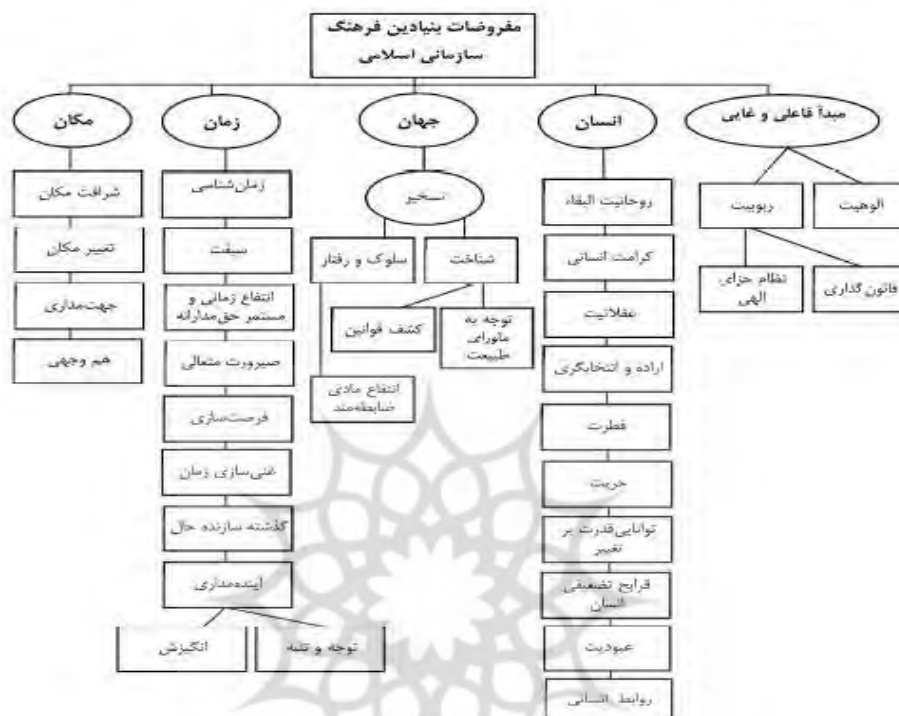 مفروضات بنیادین فرهنگ
سازمانی اسلامی
مبدأ فاعلی و غایی
انسان
جهان
زمان
مکان
الوهیت
ربوبیت
قانون گذاری
نظام جزای
الهی
روحانیت البقاء
کرامت انسانی
عقلانیت
اراده و انتخابگری
فطرت
حریت
توانایی‌قدرت بر
تغییر
قرایح تضعیفی
انسان
عبودیت
روابط انسانی
تسخیر
شناخت
سلوک و رفتار
توجه به
ماورای
طبیعت
کشف قوانین
انتفاع مادی
ضابطه‌مند
زمان‌شناسی
سبقت
انتفاع زمانی و
مستمر حق‌مدارانه
صیرورت متعالی
فرصت‌سازی
غنی‌سازی زمان
گذشته سازنده حال
آینده‌مداری
توجه و تنبه
انگیزش
شرافت مکان
تغییر مکان
جهت‌مداری
هم وجهی